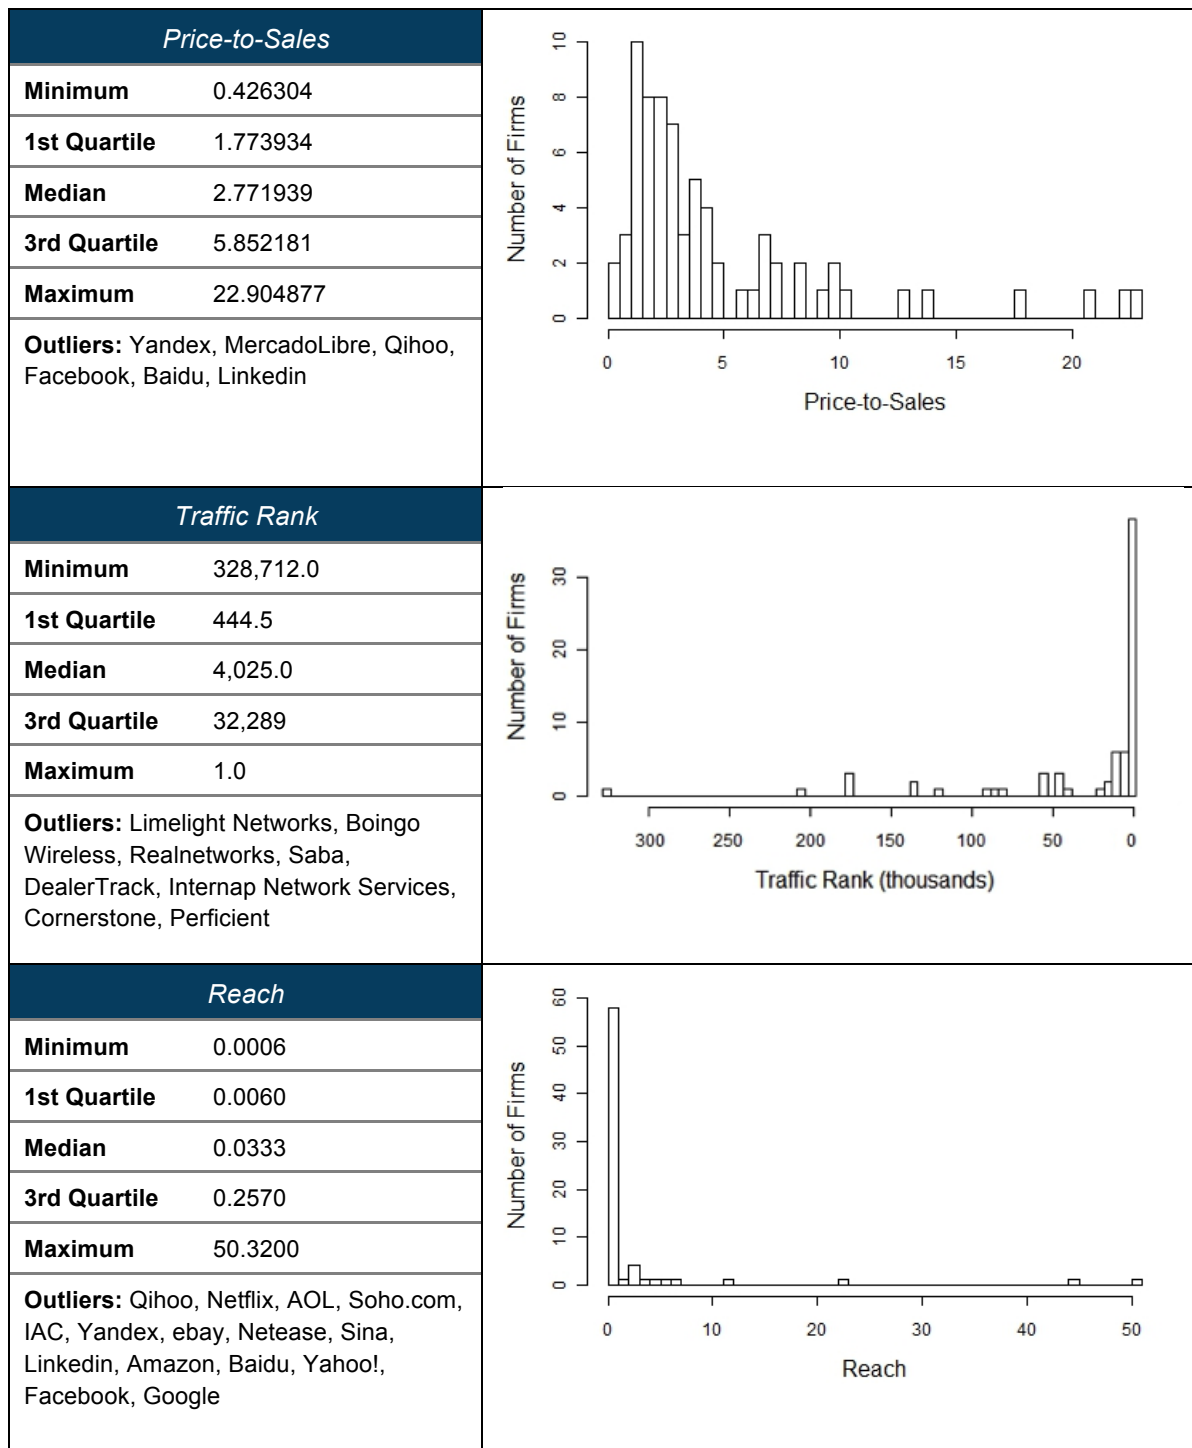 Price-to-Sales
Minimum 0.426304
1st Quartile 1.773934
Median 2.771939
3rd Quartile 5.852181
Maximum 22.904877
Outliers: Yandex, MercadoLibre, Qihoo,
Facebook, Baidu, Linkedin
Number of Firms
10
8
6
4
2
0
0 5 10 15 20
Price-to-Sales
Traffic Rank
Minimum 328,712.0
1st Quartile 444.5
Median 4,025.0
3rd Quartile 32,289
Maximum 1.0
Outliers: Limelight Networks, Boingo
Wireless, Realnetworks, Saba,
DealerTrack, Internap Network Services,
Cornerstone, Perficient
Number of Firms
30
20
10
0
300 250 200 150 100 50 0
Traffic Rank (thousands)
Reach
Minimum 0.0006
1st Quartile 0.0060
Median 0.0333
3rd Quartile 0.2570
Maximum 50.3200
Outliers: Qihoo, Netflix, AOL, Soho.com,
IAC, Yandex, ebay, Netease, Sina,
Linkedin, Amazon, Baidu, Yahoo!,
Facebook, Google
Number of Firms
60
50
40
30
20
10
0
0 10 20 30 40 50
Reach